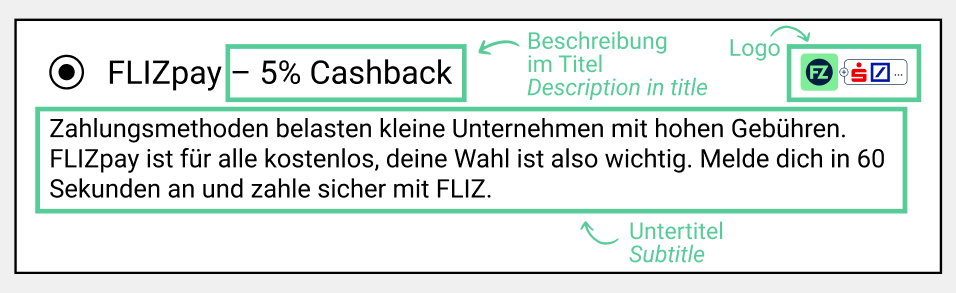 FLIZpay – 5% Cashback
Beschreibung
im Titel
Description in title
Logo
FZ
...
Zahlungsmethoden belasten kleine Unternehmen mit hohen Gebühren.
FLIZpay ist für alle kostenlos, deine Wahl ist also wichtig. Melde dich in 60
Sekunden an und zahle sicher mit FLIZ.
Untertitel
Subtitle